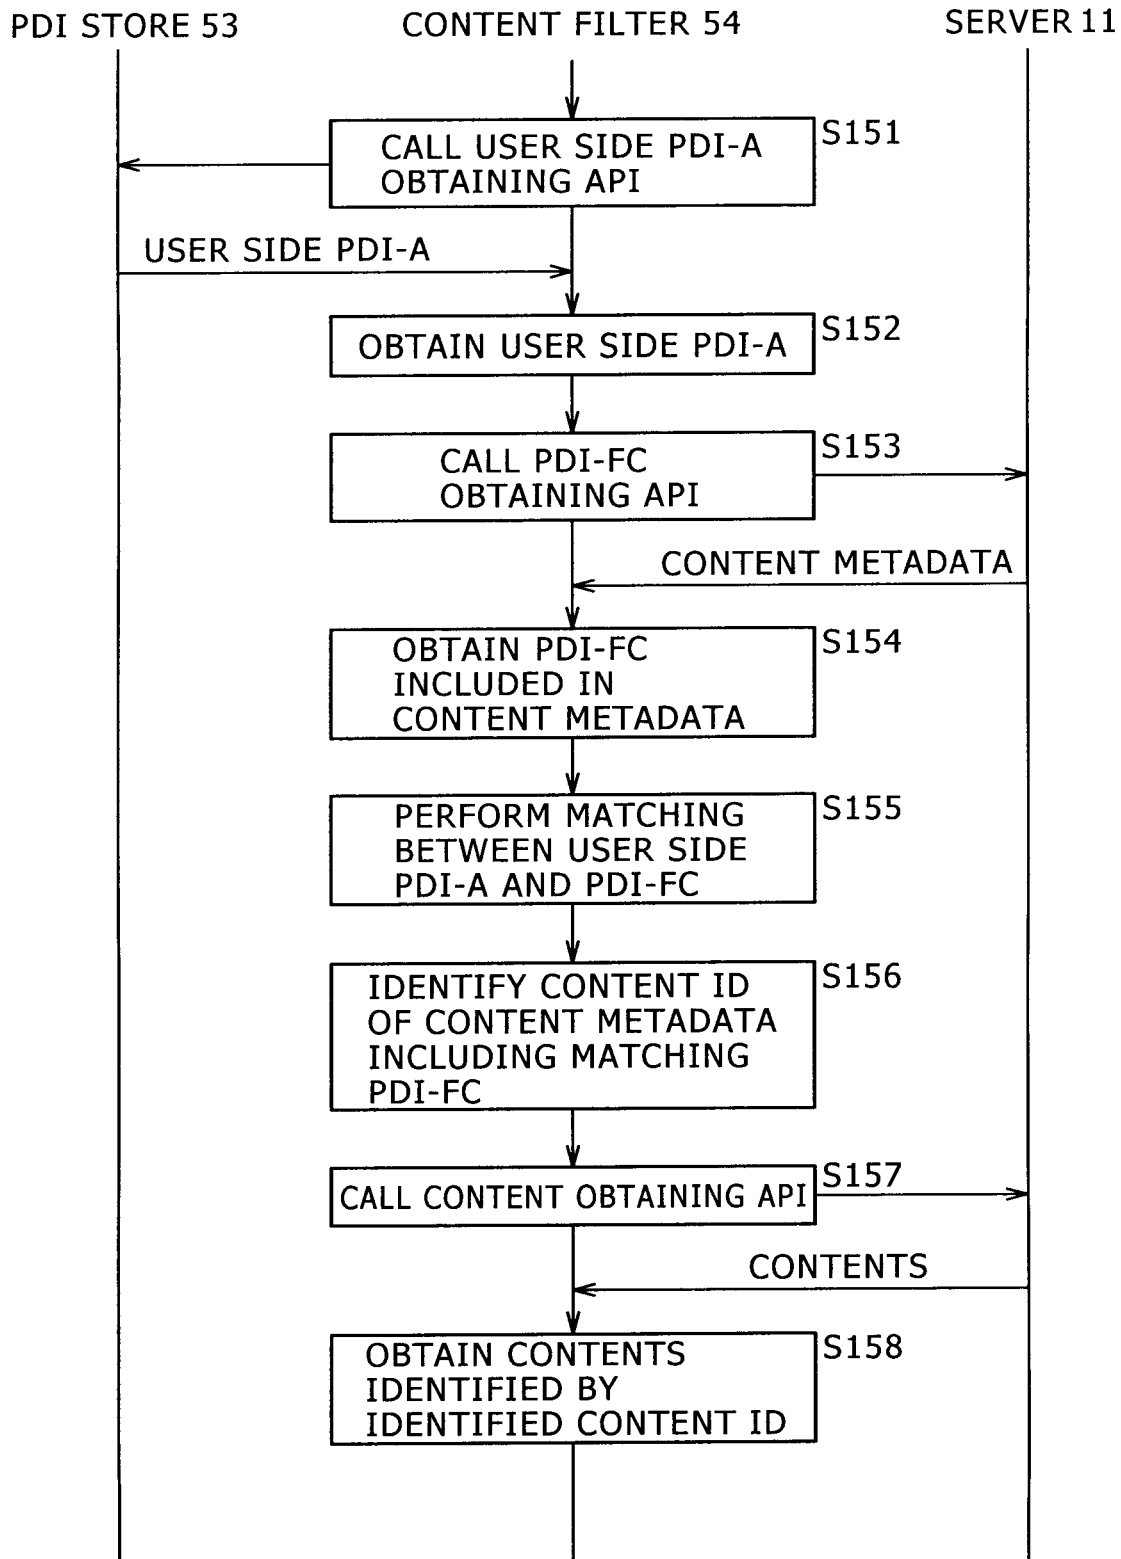 PDI STORE 53
CONTENT FILTER 54
SERVER 11
S151
CALL USER SIDE PDI-A
OBTAINING API
USER SIDE PDI-A
S152
OBTAIN USER SIDE PDI-A
S153
CALL PDI-FC
OBTAINING API
CONTENT METADATA
S154
OBTAIN PDI-FC
INCLUDED IN
CONTENT METADATA
S155
PERFORM MATCHING
BETWEEN USER SIDE
PDI-A AND PDI-FC
S156
IDENTIFY CONTENT ID
OF CONTENT METADATA
INCLUDING MATCHING
PDI-FC
S157
CALL CONTENT OBTAINING API
CONTENTS
S158
OBTAIN CONTENTS
IDENTIFIED BY
IDENTIFIED CONTENT ID